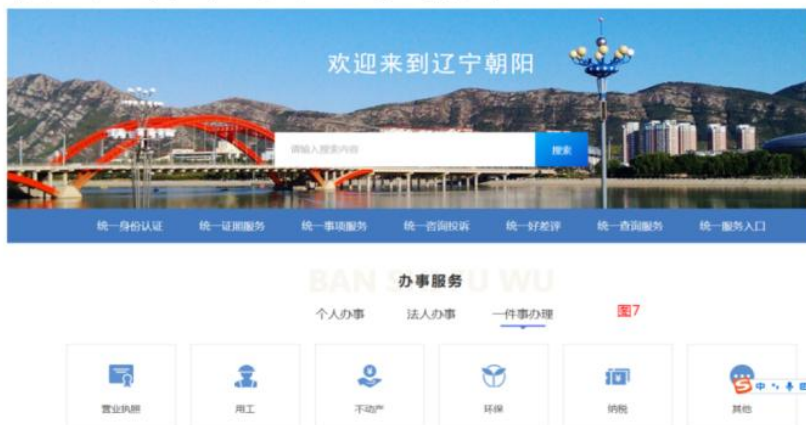 欢迎来到辽宁朝阳
请输入搜索内容
搜索
统一身份认证 统一证照服务 统一事项服务 统一咨询投诉 统一好差评 统一查询服务 统一服务入口
办事服务
个人办事 法人办事 一件事办理 图7
营业执照 用工 不动产 环保 纳税 其他
中